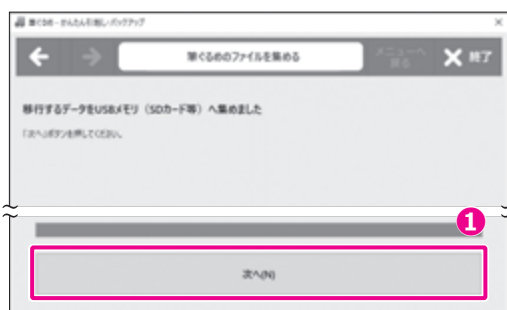 筆ぐるめ - かんたん引越し・バックアップ
筆ぐるめのファイルを集める
メニューへ
戻る
終了
移行するデータをUSBメモリ（SDカード等）へ集めました
「次へ」ボタンを押してください。
1
次へ(N)